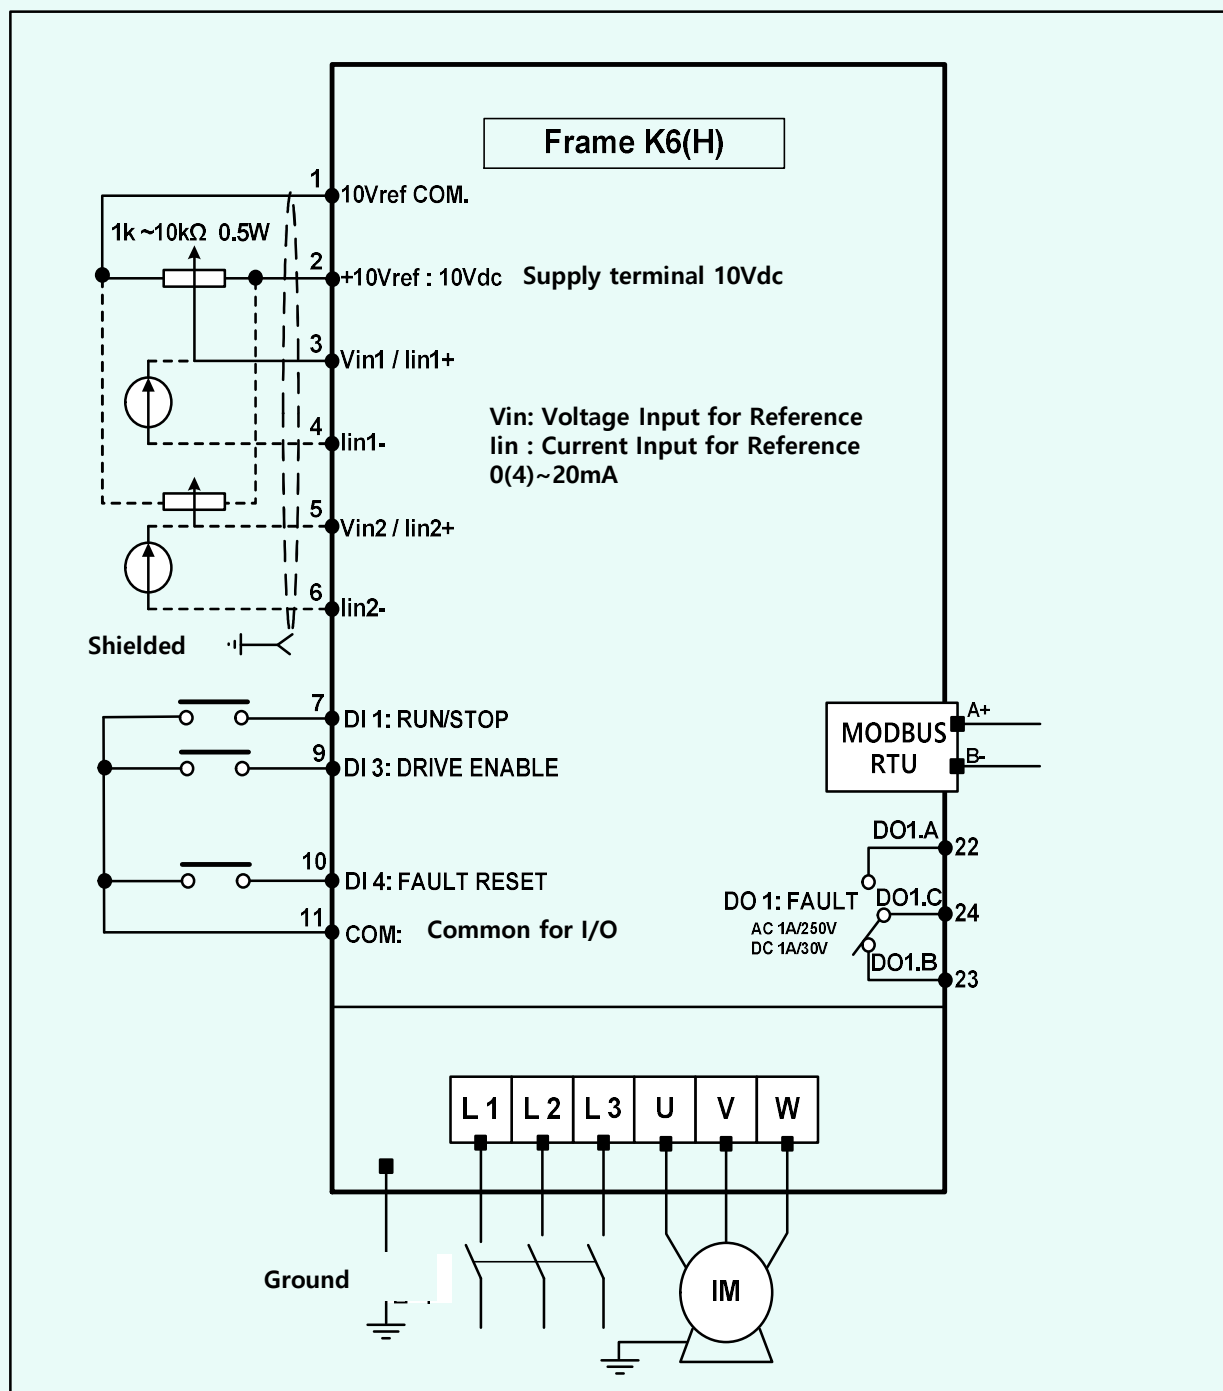 Frame K6(H)
1
10Vref COM.
1k ~10kΩ 0.5W
2
+10Vref : 10Vdc Supply terminal 10Vdc
3
Vin1 / Iin1+
4
Iin1-
Vin: Voltage Input for Reference
Iin : Current Input for Reference
0(4)~20mA
5
Vin2 / Iin2+
6
Iin2-
Shielded
7
DI 1: RUN/STOP
9
DI 3: DRIVE ENABLE
10
DI 4: FAULT RESET
11
COM: Common for I/O
MODBUS
RTU
A+
B-
DO1.A
22
DO 1: FAULT
AC 1A/250V
DC 1A/30V
DO1.C
24
DO1.B
23
L1 L2 L3 U V W
Ground
IM